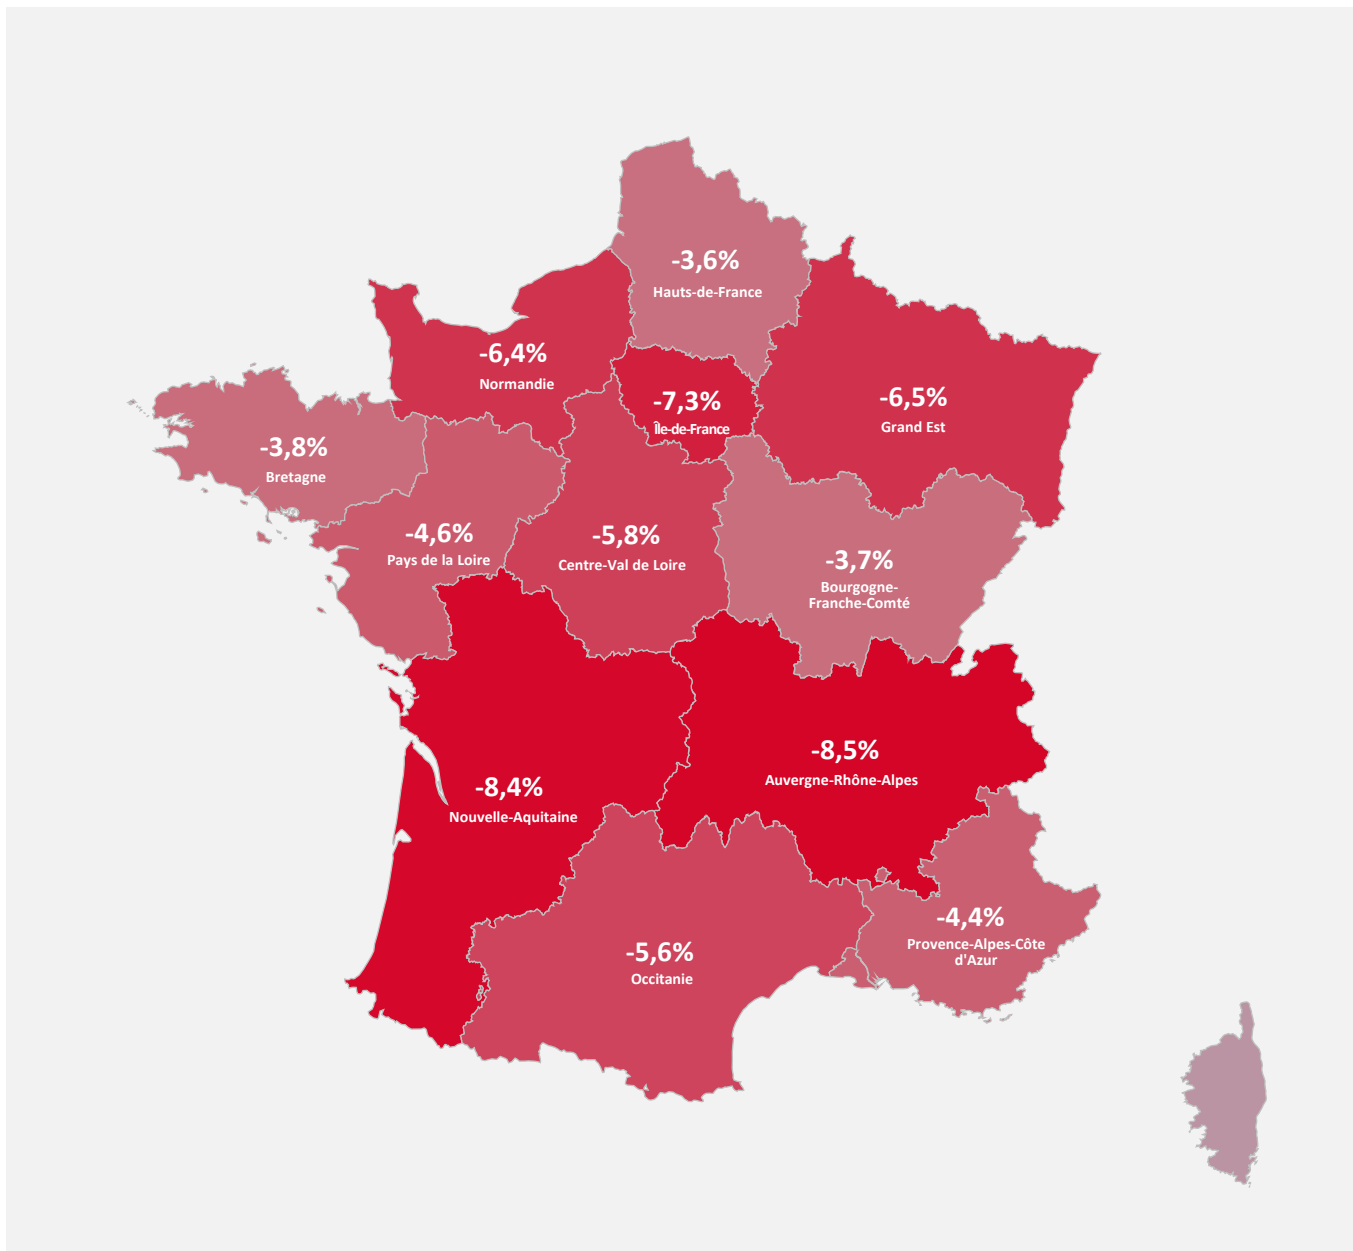 -3,6%
Hauts-de-France
-6,4%
Normandie
-7,3%
Île-de-France
-6,5%
Grand Est
-3,8%
Bretagne
-4,6%
Pays de la Loire
-5,8%
Centre-Val de Loire
-3,7%
Bourgogne-
Franche-Comté
-8,4%
Nouvelle-Aquitaine
-8,5%
Auvergne-Rhône-Alpes
-5,6%
Occitanie
-4,4%
Provence-Alpes-Côte
d'Azur